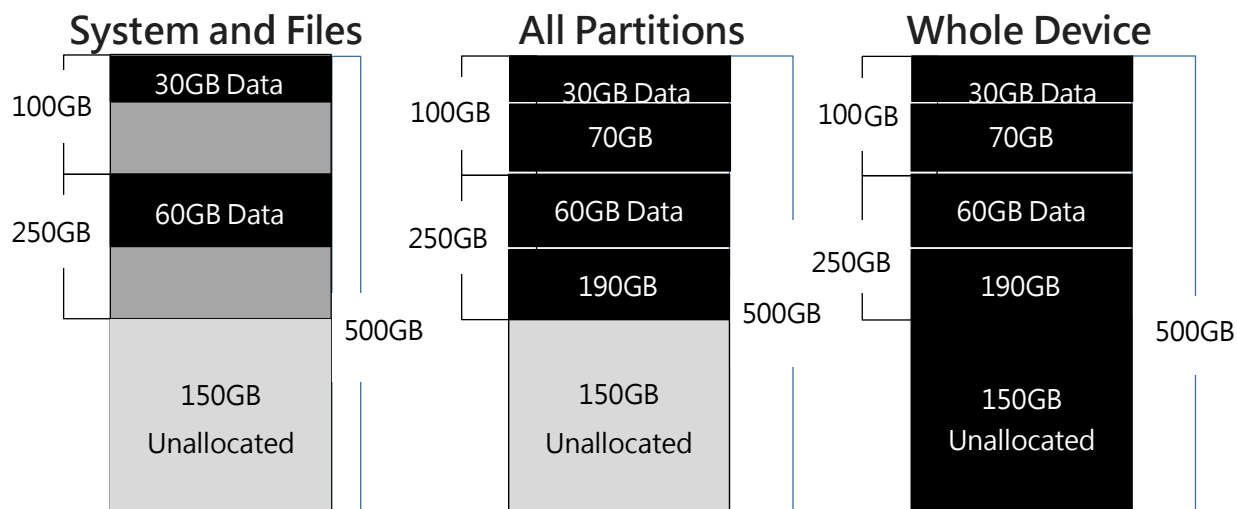 System and Files
30GB Data
100GB
60GB Data
250GB
500GB
150GB
Unallocated
All Partitions
30GB Data
100GB
70GB
60GB Data
250GB
190GB
500GB
150GB
Unallocated
Whole Device
30GB Data
100GB
70GB
60GB Data
250GB
190GB
500GB
150GB
Unallocated